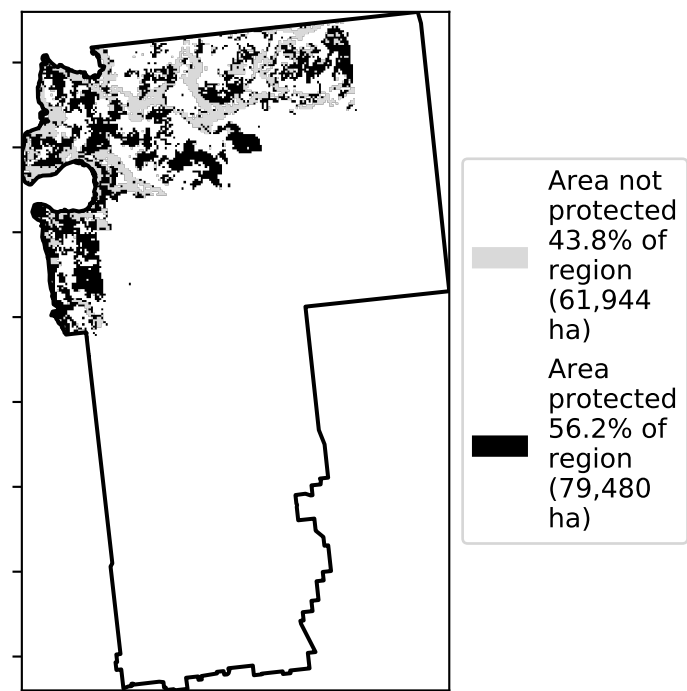 Area not
protected
43.8% of
region
(61,944
ha)
Area
protected
56.2% of
region
(79,480
ha)